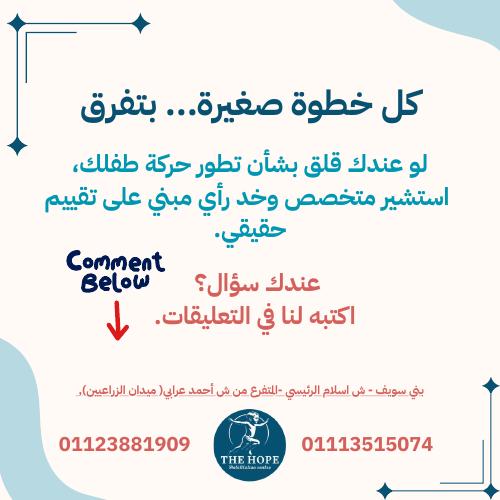 كل خطوة صغيرة... بتفرق
لو عندك قلق بشأن تطور حركة طفلك،
استشير متخصص وخد رأي مبني على تقييم
حقيقي.
Comment
Below
عندك سؤال؟
اكتبه لنا في التعليقات.
بني سويف - ش اسلام الرئيسي -المتفرع من ش أحمد عرابي( ميدان الزراعيين)،.
01123881909
THE HOPE
Rehabilitation centre
01113515074